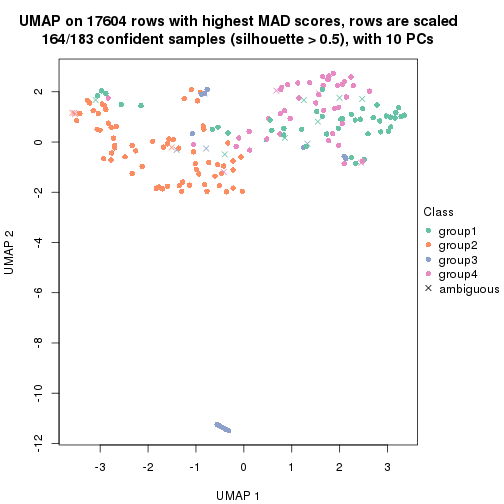 UMAP on 17604 rows with highest MAD scores, rows are scaled
164/183 confident samples (silhouette > 0.5), with 10 PCs
2
0
-2
-4
-6
-8
-10
-12
UMAP 2
-3
-2
-1
0
1
2
3
UMAP 1
Class
group1
group2
group3
group4
ambiguous